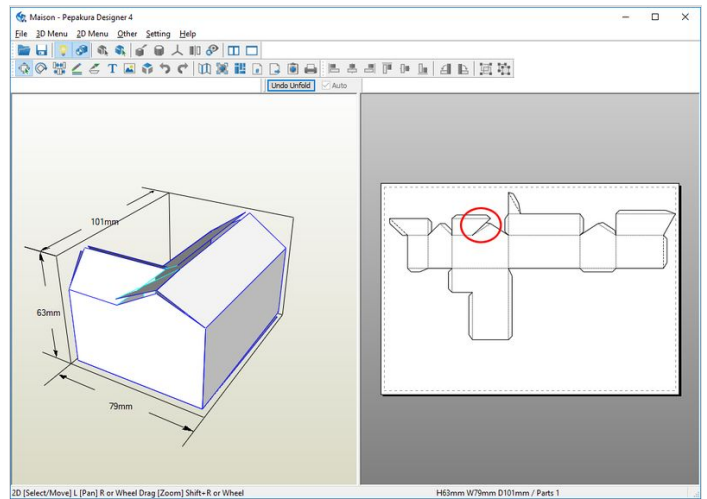 Maison - Pepakura Designer 4
File 3D Menu 2D Menu Other Setting Help
Undo Unfold Auto
101mm
63mm
79mm
2D [Select/Move] L [Pan] R or Wheel Drag [Zoom] Shift+R or Wheel H63mm W79mm D101mm / Parts 1